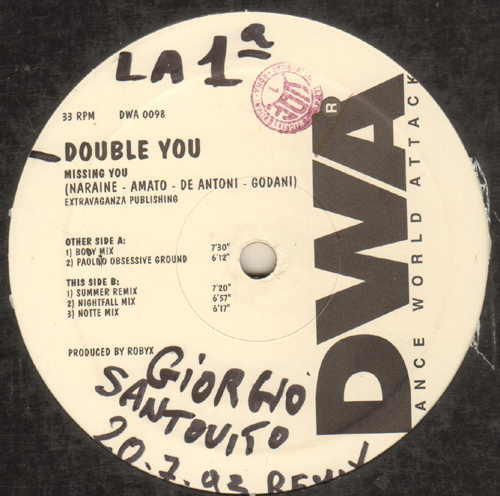 LA 1ª
33 RPM DWA 0098
DOUBLE YOU
MISSING YOU
(NARAINE - AMATO - DE ANTONI - GODANI)
EXTRAVAGANZA PUBLISHING
OTHER SIDE A:
1) BODY MIX 7'30"
2) PAOLINO OBSESSIVE GROUND 6'12"
THIS SIDE B:
1) SUMMER REMIX 7'20"
2) NIGHTFALL MIX 6'57"
3) NOTTE MIX 6'17"
PRODUCED BY ROBYX
GIORGIO
SANTOVITO
20.7.93 REMIX
DWA ®
ANCE WORLD ATTACK